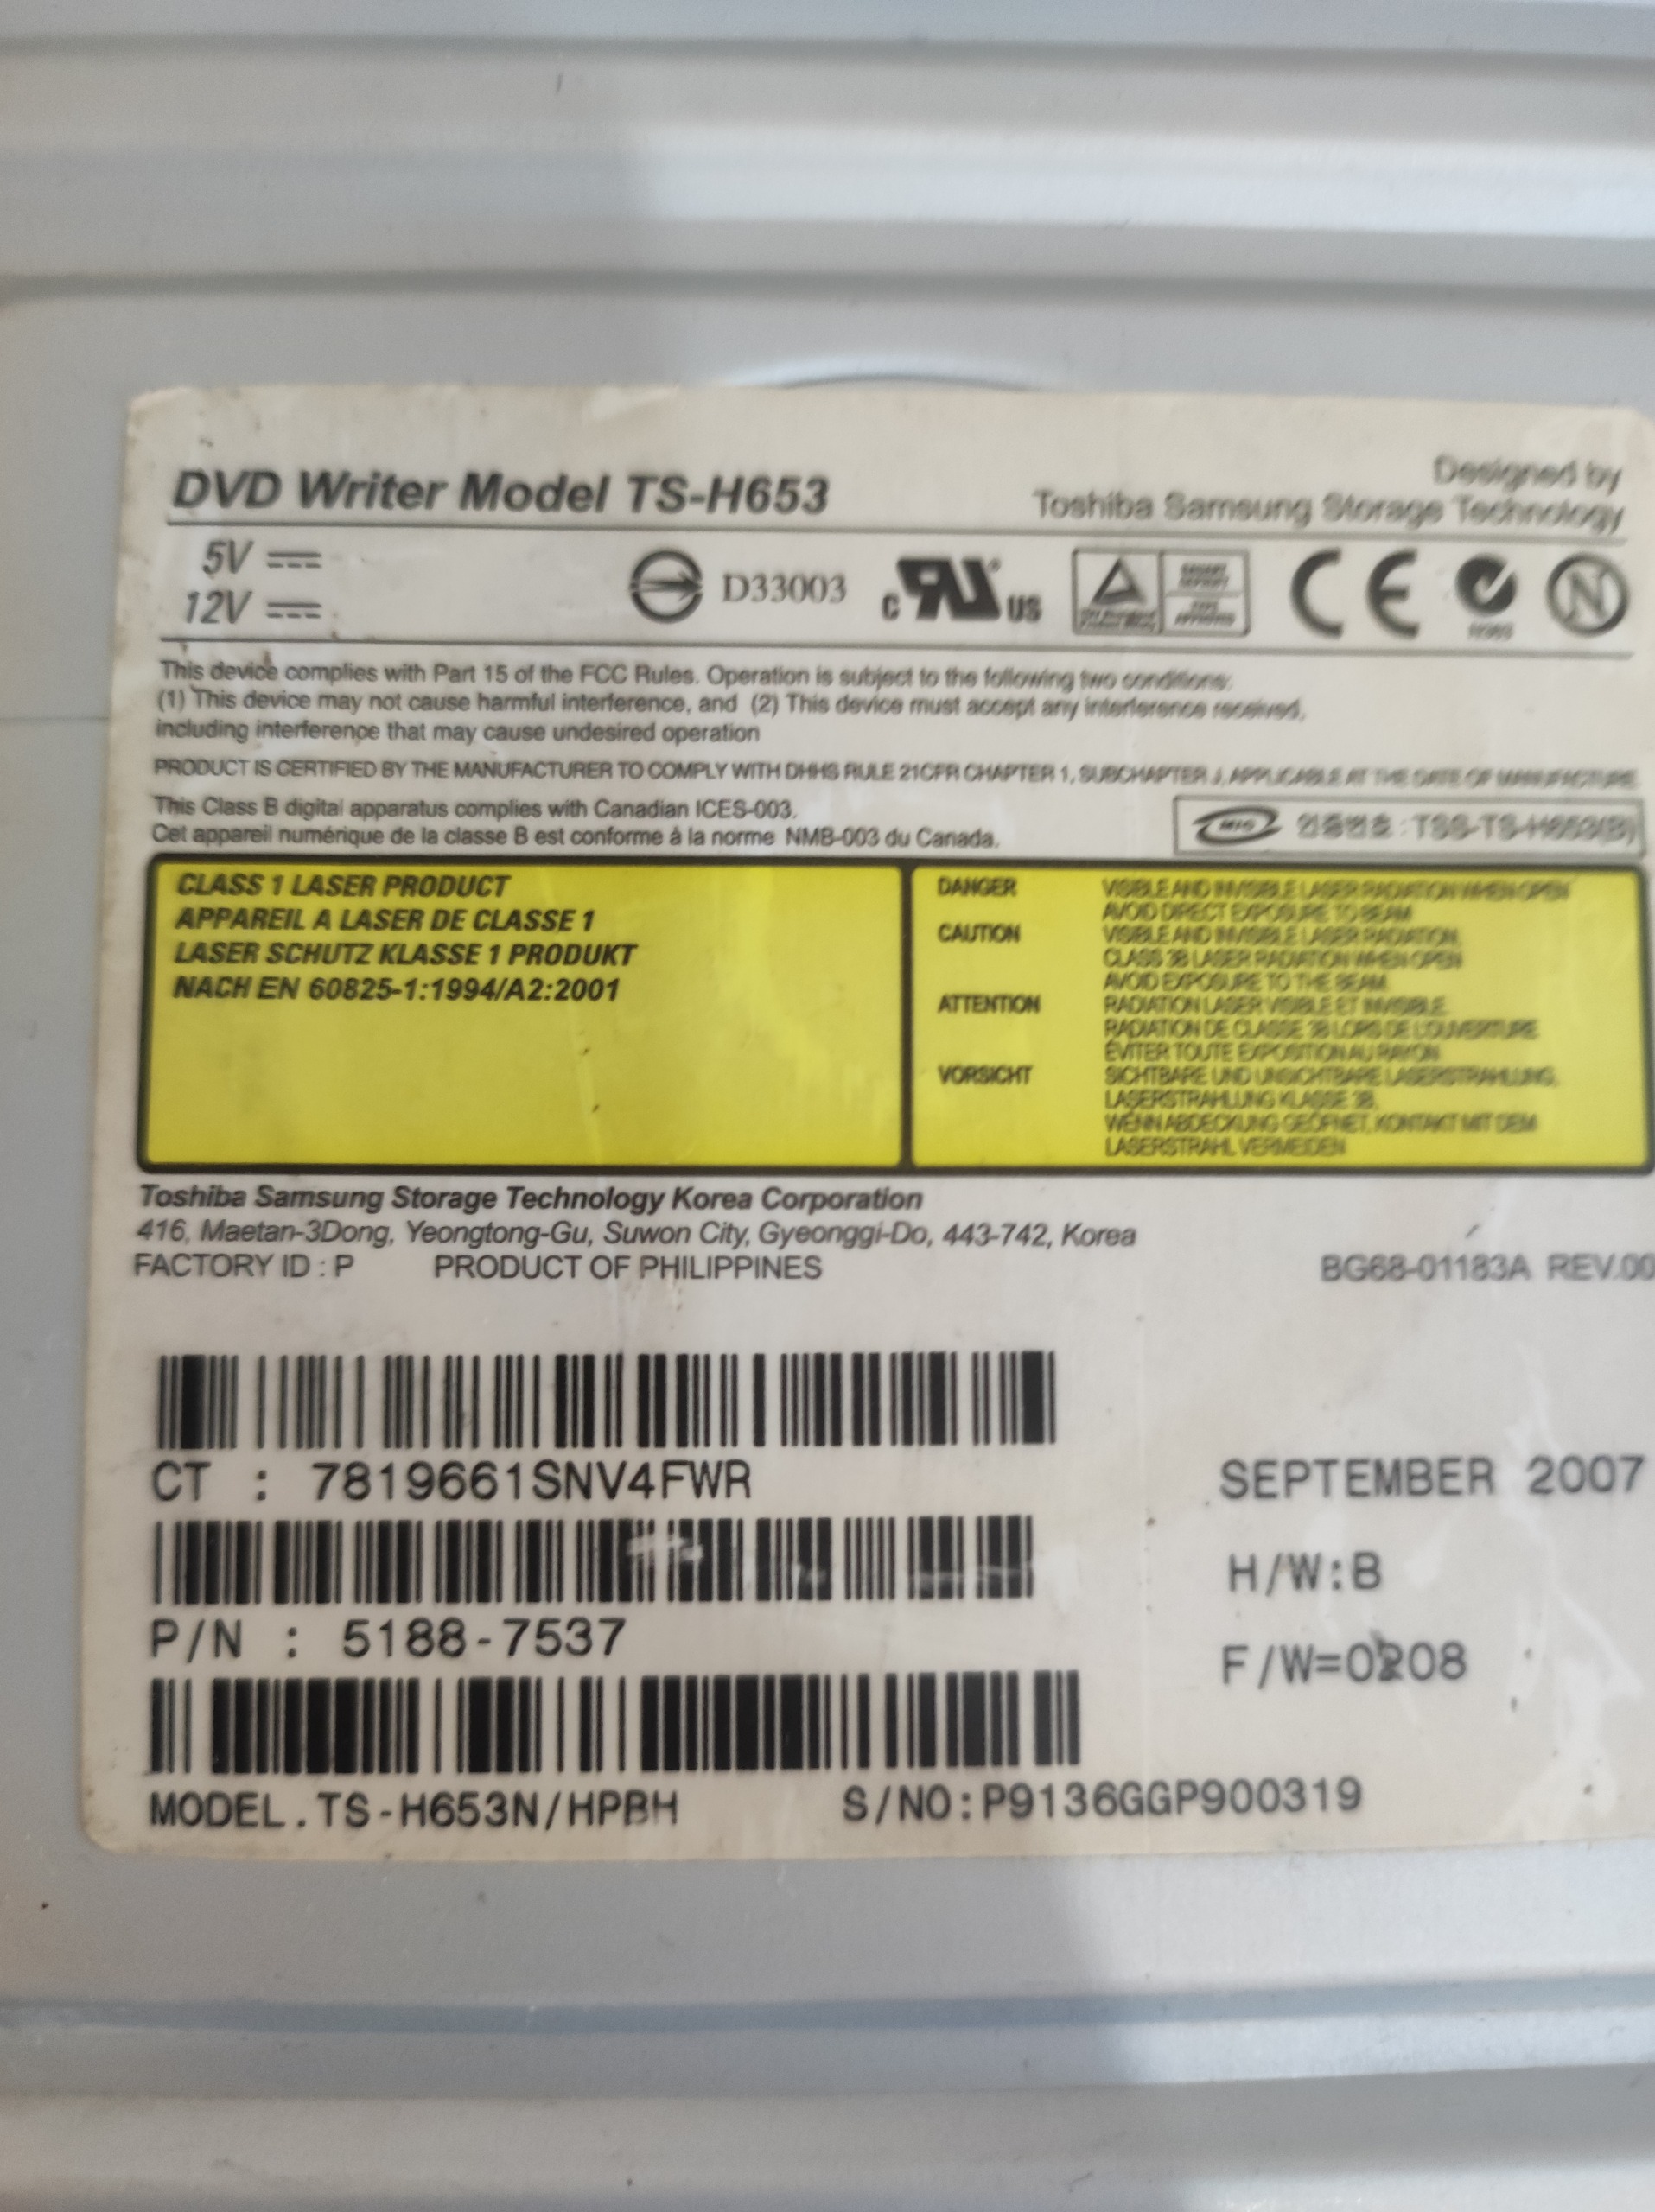 DVD Writer Model TS-H653
Designed by
Toshiba Samsung Storage Technology
5V
12V
D33003
C UL US
CE
N
This device complies with Part 15 of the FCC Rules. Operation is subject to the following two conditions:
(1) This device may not cause harmful interference, and (2) This device must accept any interference received,
including interference that may cause undesired operation
PRODUCT IS CERTIFIED BY THE MANUFACTURER TO COMPLY WITH DHHS RULE 21CFR CHAPTER 1, SUBCHAPTER J, APPLICABLE AT THE DATE OF MANUFACTURE.
This Class B digital apparatus complies with Canadian ICES-003.
Cet appareil numérique de la classe B est conforme à la norme NMB-003 du Canada.
MIC 인증번호 : TSS-TS-H653(B)
CLASS 1 LASER PRODUCT
APPAREIL A LASER DE CLASSE 1
LASER SCHUTZ KLASSE 1 PRODUKT
NACH EN 60825-1:1994/A2:2001
DANGER VISIBLE AND INVISIBLE LASER RADIATION WHEN OPEN
AVOID DIRECT EXPOSURE TO BEAM
CAUTION VISIBLE AND INVISIBLE LASER RADIATION,
CLASS 3B LASER RADIATION WHEN OPEN
AVOID EXPOSURE TO THE BEAM.
ATTENTION RADIATION LASER VISIBLE ET INVISIBLE.
RADIATION DE CLASSE 3B LORS DE L'OUVERTURE
ÉVITER TOUTE EXPOSITION AU RAYON
VORSICHT SICHTBARE UND UNSICHTBARE LASERSTRAHLUNG,
LASERSTRAHLUNG KLASSE 3B,
WENN ABDECKUNG GEÖFNET, KONTAKT MIT DEM
LASERSTRAHL VERMEIDEN
Toshiba Samsung Storage Technology Korea Corporation
416, Maetan-3Dong, Yeongtong-Gu, Suwon City, Gyeonggi-Do, 443-742, Korea
FACTORY ID : P PRODUCT OF PHILIPPINES BG68-01183A REV.00
CT : 7819661SNV4FWR
SEPTEMBER 2007
H/W:B
P/N : 5188-7537
F/W=0208
MODEL.TS-H653N/HPBH S/NO:P9136GGP900319